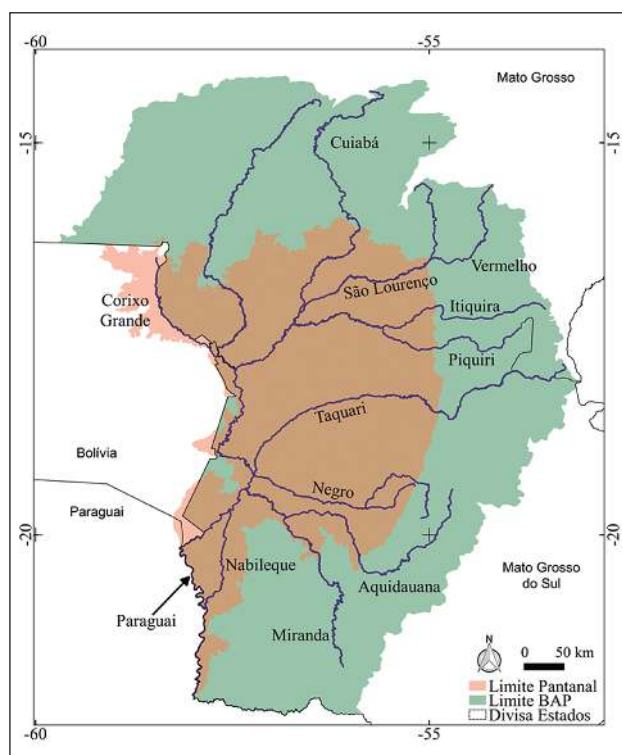 -60
-55
Mato Grosso
-15
-15
Cuiabá
Vermelho
São Lourenço
Corixo
Grande
Itiquira
Piquiri
Taquari
Bolívia
Negro
Paraguai
-20
-20
Nabileque
Mato Grosso
do Sul
Aquidauana
Paraguai
Miranda
N
0 50 km
Limite Pantanal
Limite BAP
Divisa Estados
-60
-55